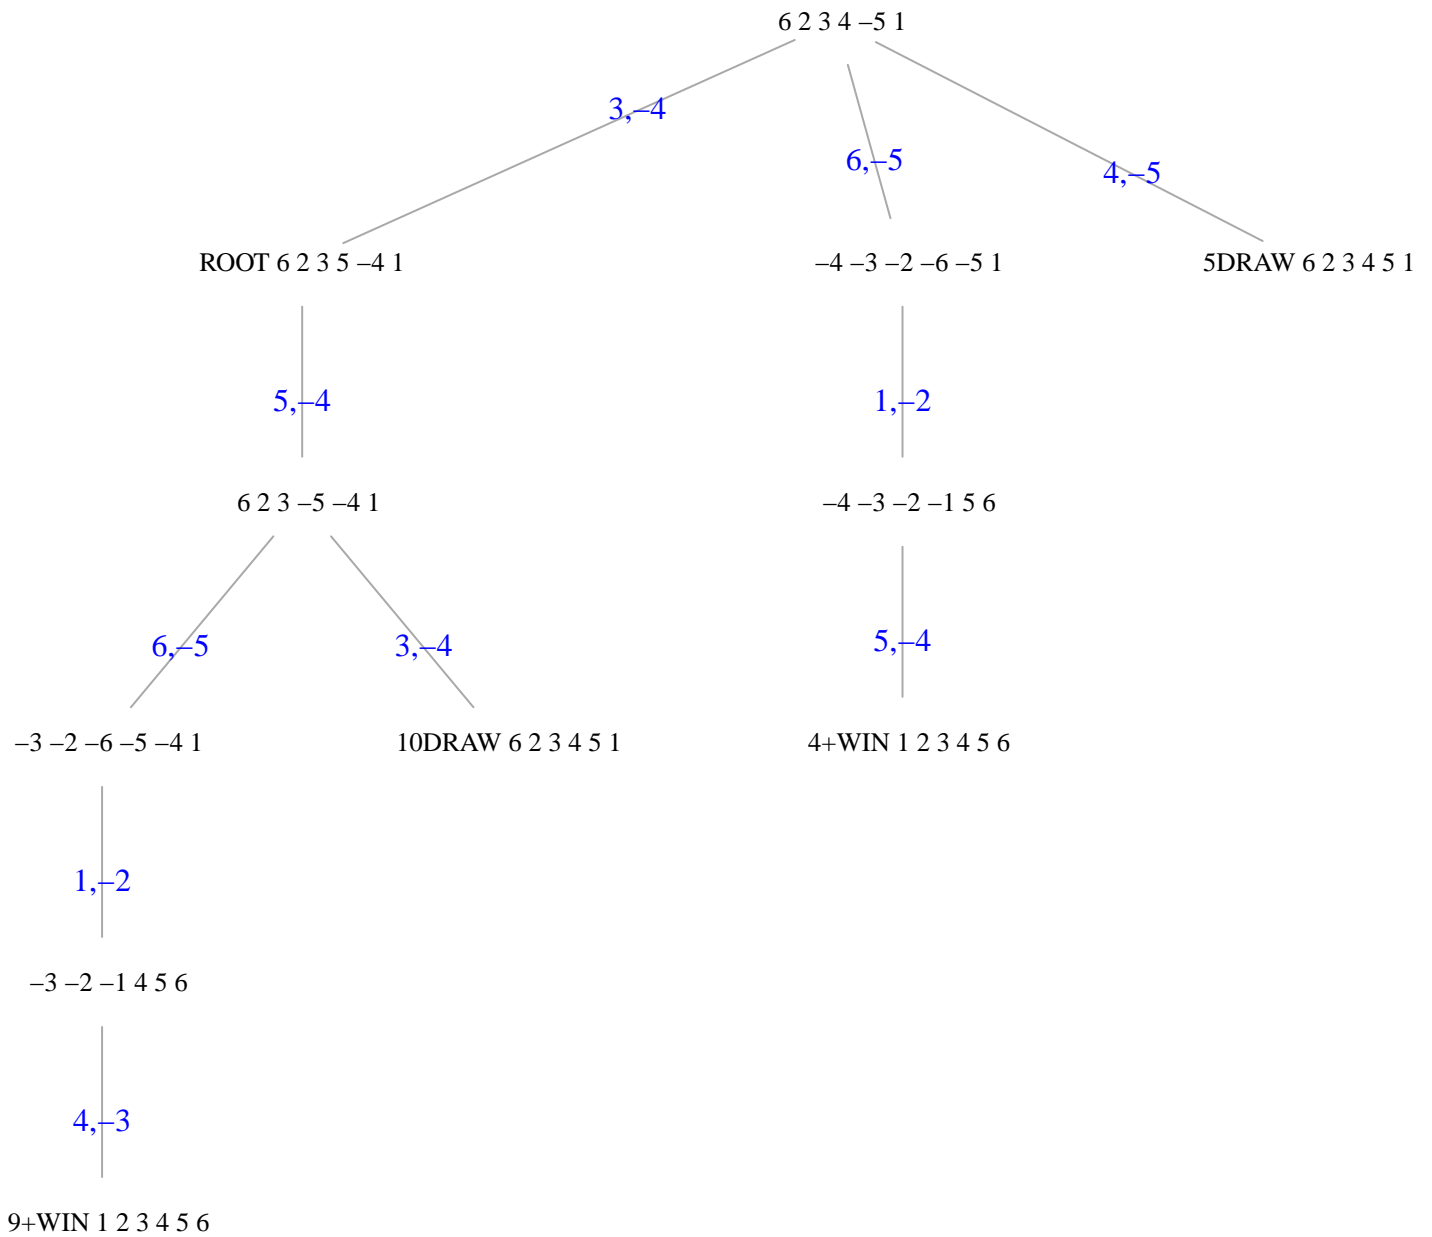 6 2 3 4 –5 1
3,–4
6,–5
4,–5
ROOT 6 2 3 5 –4 1
–4 –3 –2 –6 –5 1
5DRAW 6 2 3 4 5 1
5,–4
1,–2
6 2 3 –5 –4 1
–4 –3 –2 –1 5 6
6,–5
3,–4
5,–4
–3 –2 –6 –5 –4 1
10DRAW 6 2 3 4 5 1
4+WIN 1 2 3 4 5 6
1,–2
–3 –2 –1 4 5 6
4,–3
9+WIN 1 2 3 4 5 6